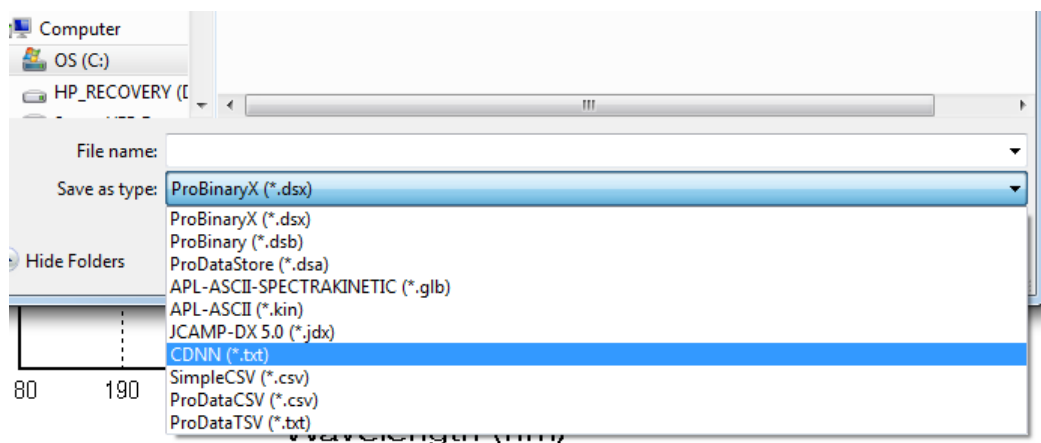 Computer
OS (C:)
HP_RECOVERY (D
File name:
Save as type: ProBinaryX (*.dsx)
ProBinaryX (*.dsx)
ProBinary (*.dsb)
ProDataStore (*.dsa)
Hide Folders
APL-ASCII-SPECTRAKINETIC (*.glb)
APL-ASCII (*.kin)
JCAMP-DX 5.0 (*.jdx)
CDNN (*.txt)
SimpleCSV (*.csv)
80 190
ProDataCSV (*.csv)
ProDataTSV (*.txt)
Wavelength (nm)